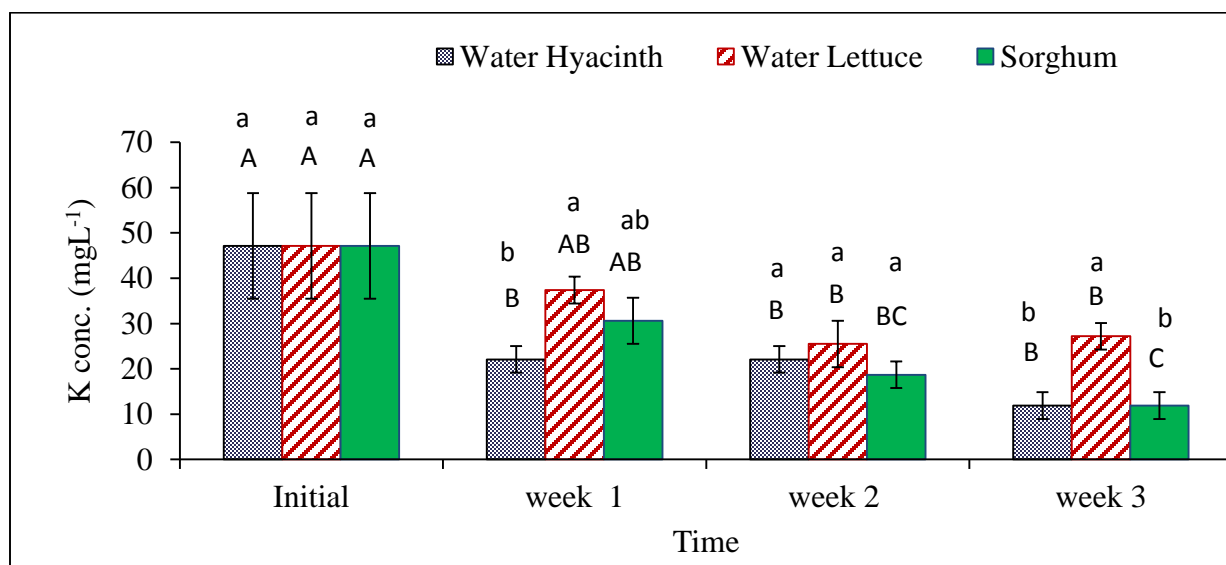 Water Hyacinth Water Lettuce Sorghum
K conc. (mgL-1)
70
60
50
40
30
20
10
0
a a a
A A A
b a ab
B AB AB
a a a
B B BC
b a b
B B C
Initial week 1 week 2 week 3
Time